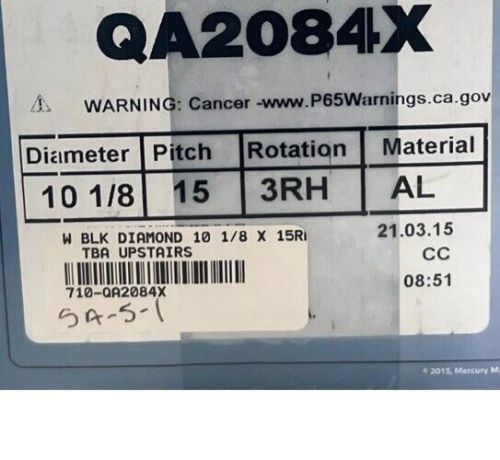 QA2084X
WARNING: Cancer -www.P65Warnings.ca.gov
Diameter Pitch Rotation Material
10 1/8 15 3RH AL
W BLK DIAMOND 10 1/8 X 15R
TBA UPSTAIRS
710-QA2084X
SA-5-1
21.03.15
CC
08:51
© 2015, Mercury M